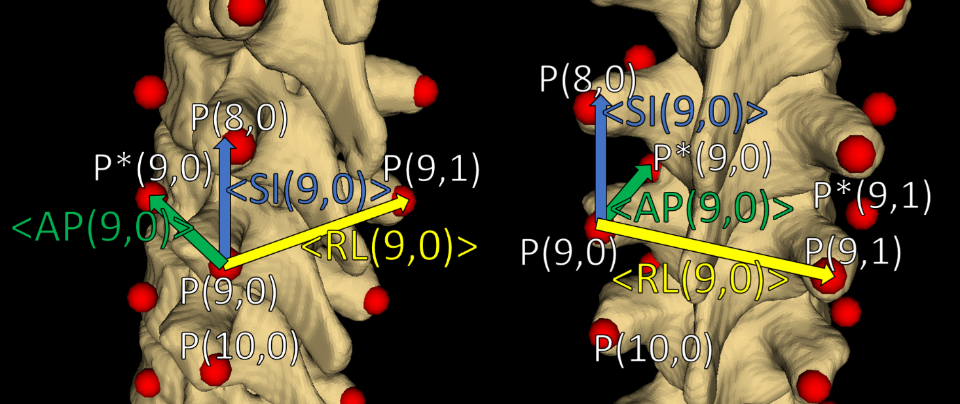 P(8,0)
P*(9,0)
P(9,1)
<SI(9,0)>
<AP(9,0)>
<RL(9,0)>
P(9,0)
P(10,0)
P(8,0)
<SI(9,0)>
P*(9,0)
P*(9,1)
<AP(9,0)>
P(9,0)
P(9,1)
<RL(9,0)>
P(10,0)